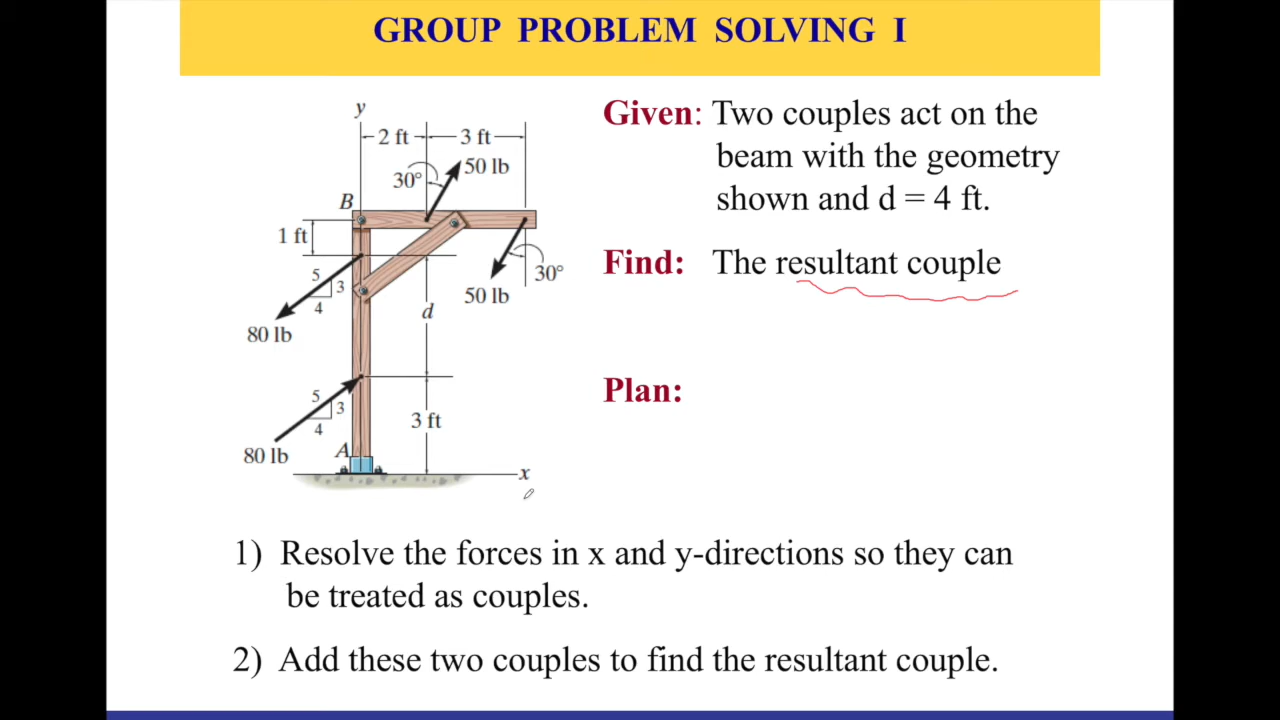 GROUP PROBLEM SOLVING I
y
2 ft
3 ft
50 lb
30°
B
1 ft
5
3
4
30°
50 lb
d
80 lb
5
3
4
3 ft
A
80 lb
x
Given: Two couples act on the
beam with the geometry
shown and d = 4 ft.
Find: The resultant couple
Plan:
1) Resolve the forces in x and y-directions so they can
be treated as couples.
2) Add these two couples to find the resultant couple.